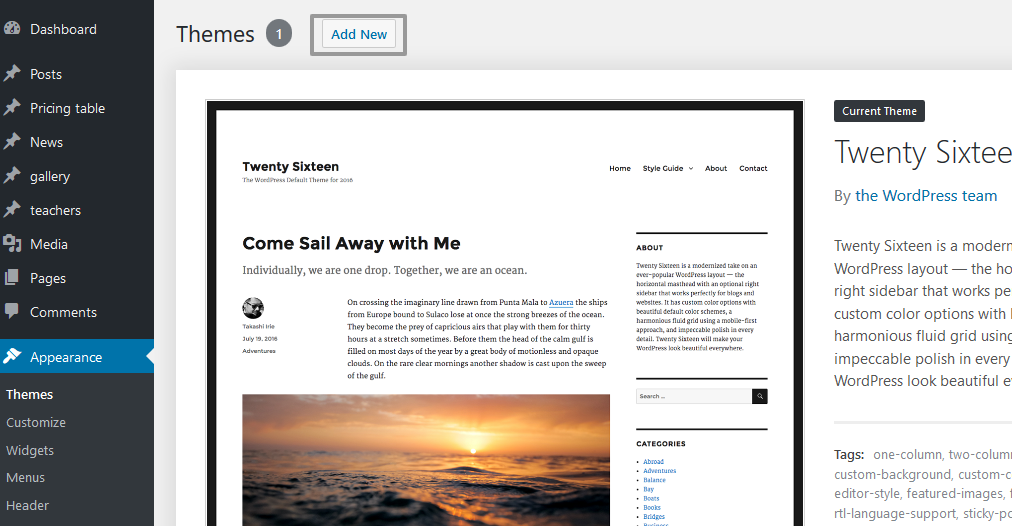 Dashboard
Posts
Pricing table
News
gallery
teachers
Media
Pages
Comments
Appearance
Themes
Customize
Widgets
Menus
Header
Themes 1 Add New
Twenty Sixteen
The WordPress Default Theme for 2016
Home Style Guide About Contact
Come Sail Away with Me
Individually, we are one drop. Together, we are an ocean.
Takashi Irie
July 19, 2016
Adventures
On crossing the imaginary line drawn from Punta Mala to Azuera the ships
from Europe bound to Sulaco lose at once the strong breezes of the ocean.
They become the prey of capricious airs that play with them for thirty
hours at a stretch sometimes. Before them the head of the calm gulf is
filled on most days of the year by a great body of motionless and opaque
clouds. On the rare clear mornings another shadow is cast upon the sweep
of the gulf.
ABOUT
Twenty Sixteen is a modernized take on an
ever-popular WordPress layout — the
horizontal masthead with an optional right
sidebar that works perfectly for blogs and
websites. It has custom color options with
beautiful default color schemes, a
harmonious fluid grid using a mobile-first
approach, and impeccable polish in every
detail. Twenty Sixteen will make your
WordPress look beautiful everywhere.
Search …
CATEGORIES
Abroad
Adventures
Balance
Bay
Boats
Books
Bridges
Business
Current Theme
Twenty Sixtee
By the WordPress team
Twenty Sixteen is a modern
WordPress layout — the ho
right sidebar that works pe
custom color options with
harmonious fluid grid using
impeccable polish in every
WordPress look beautiful e
Tags: one-column, two-colum
custom-background, custom-c
editor-style, featured-images,
rtl-language-support, sticky-po